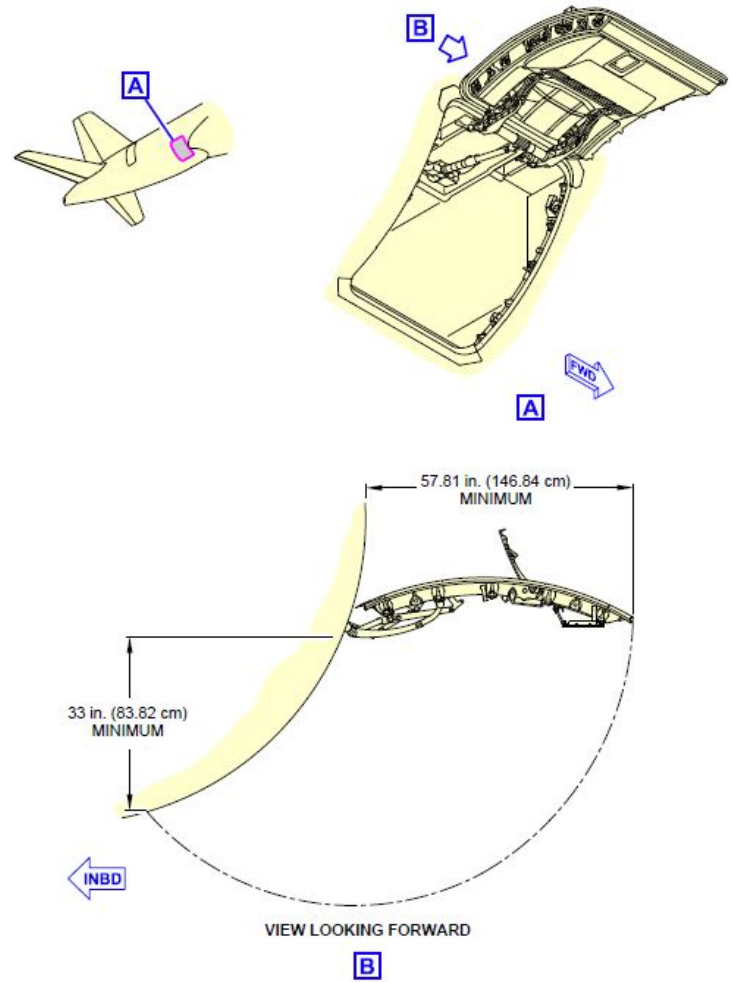 B
A
FWD
A
57.81 in. (146.84 cm)
MINIMUM
33 in. (83.82 cm)
MINIMUM
INBD
VIEW LOOKING FORWARD
B